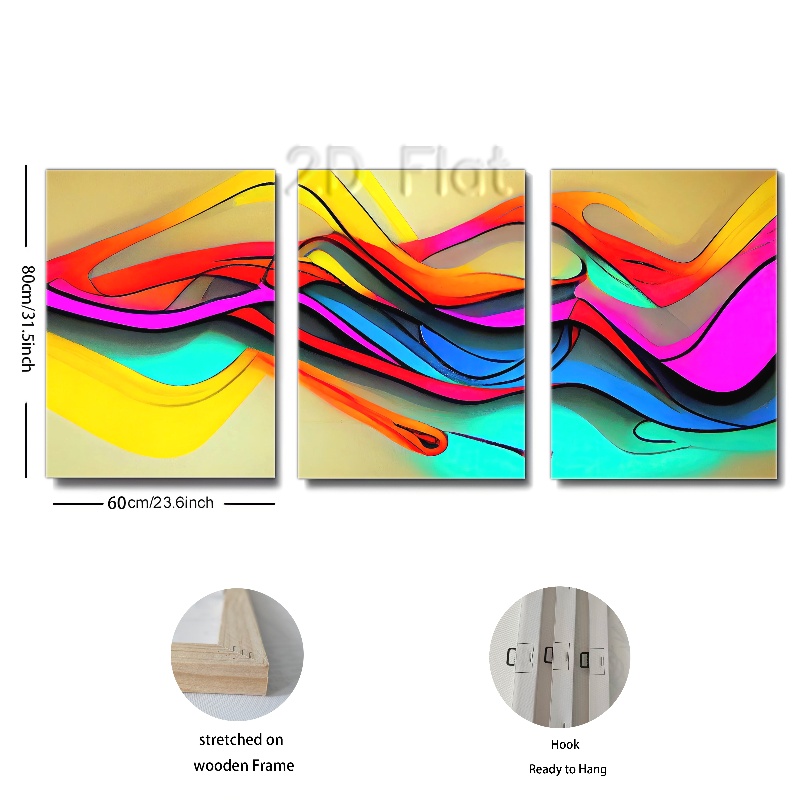 2D Flat
80cm/31.5inch
60cm/23.6inch
stretched on
wooden Frame
Hook
Ready to Hang